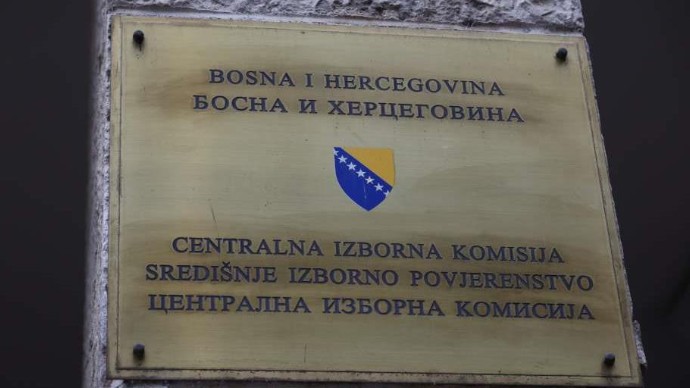 BOSNA I HERCEGOVINA
БОСНА И ХЕРЦЕГОВИНА
CENTRALNA IZBORNA KOMISIJA
SREDIŠNJE IZBORNO POVJERENSTVO
ЦЕНТРАЛНА ИЗБОРНА КОМИСИЈА